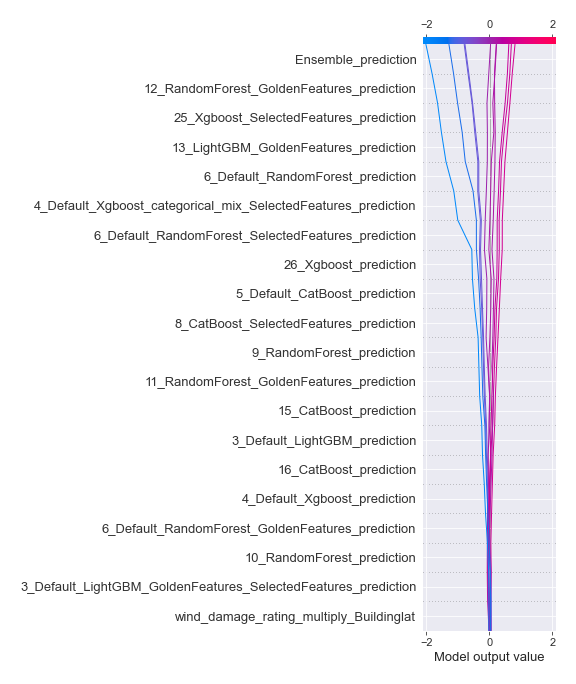 −2 0 2
Ensemble_prediction
12_RandomForest_GoldenFeatures_prediction
25_Xgboost_SelectedFeatures_prediction
13_LightGBM_GoldenFeatures_prediction
6_Default_RandomForest_prediction
4_Default_Xgboost_categorical_mix_SelectedFeatures_prediction
6_Default_RandomForest_SelectedFeatures_prediction
26_Xgboost_prediction
5_Default_CatBoost_prediction
8_CatBoost_SelectedFeatures_prediction
9_RandomForest_prediction
11_RandomForest_GoldenFeatures_prediction
15_CatBoost_prediction
3_Default_LightGBM_prediction
16_CatBoost_prediction
4_Default_Xgboost_prediction
6_Default_RandomForest_GoldenFeatures_prediction
10_RandomForest_prediction
3_Default_LightGBM_GoldenFeatures_SelectedFeatures_prediction
wind_damage_rating_multiply_Buildinglat
−2 0 2
Model output value